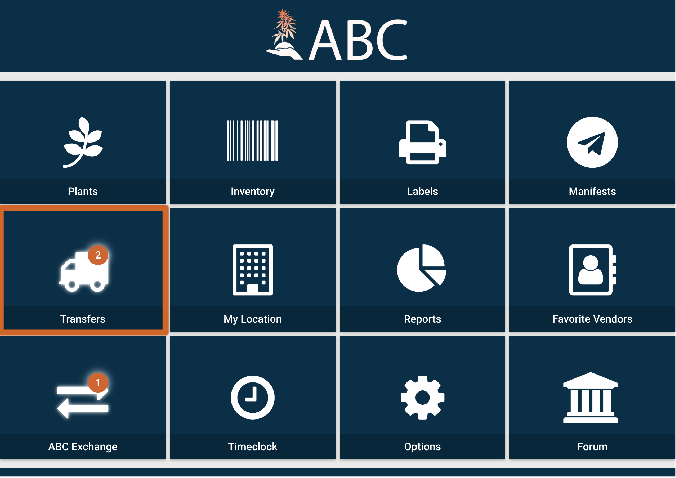 ABC
Plants
Inventory
Labels
Manifests
2
Transfers
My Location
Reports
Favorite Vendors
1
ABC Exchange
Timeclock
Options
Forum